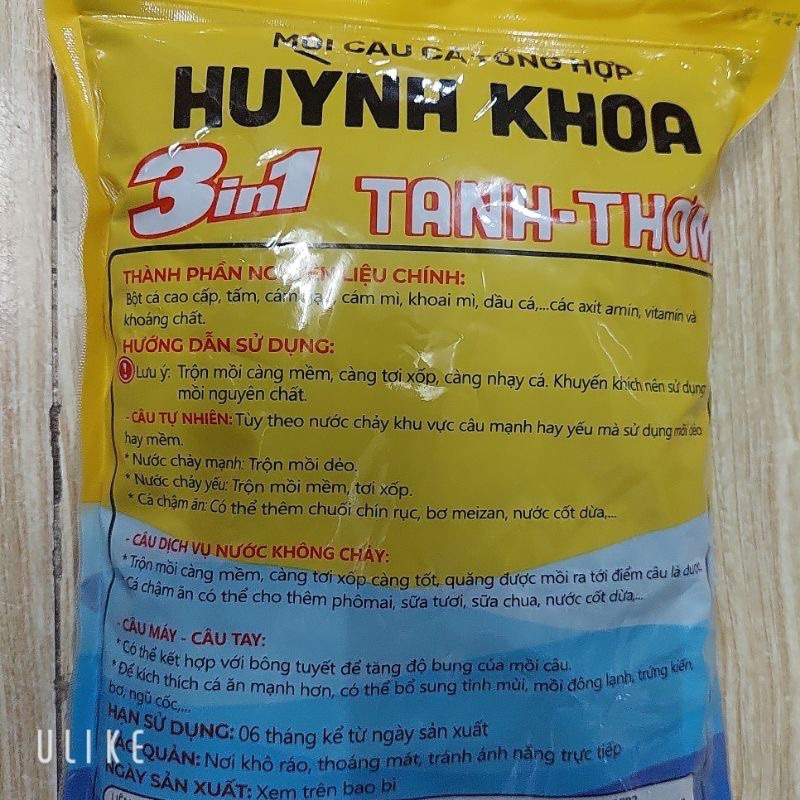 MỒI CÂU CÁ TỔNG HỢP
HUYNH KHOA
3in1 TANH-THƠM
THÀNH PHẦN NGUYÊN LIỆU CHÍNH:
Bột cá cao cấp, tấm, cám gạo, cám mì, khoai mì, dầu cá,...các axit amin, vitamin và
khoáng chất.
HƯỚNG DẪN SỬ DỤNG:
Lưu ý: Trộn mồi càng mềm, càng tơi xốp, càng nhạy cá. Khuyến khích nên sử dụng
mồi nguyên chất.
- CÂU TỰ NHIÊN: Tùy theo nước chảy khu vực câu mạnh hay yếu mà sử dụng mồi dẻo
hay mềm.
* Nước chảy mạnh: Trộn mồi dẻo.
* Nước chảy yếu: Trộn mồi mềm, tơi xốp.
* Cá chậm ăn: Có thể thêm chuối chín rục, bơ meizan, nước cốt dừa,...
- CÂU DỊCH VỤ NƯỚC KHÔNG CHẢY:
* Trộn mồi càng mềm, càng tơi xốp càng tốt, quăng được mồi ra tới điểm câu là được.
* Cá chậm ăn có thể cho thêm phômai, sữa tươi, sữa chua, nước cốt dừa,...
- CÂU MÁY - CÂU TAY:
* Có thể kết hợp với bông tuyết để tăng độ bung của mồi câu.
* Để kích thích cá ăn mạnh hơn, có thể bổ sung tinh mùi, mồi đông lạnh, trứng kiến,
bơ, ngũ cốc,...
HẠN SỬ DỤNG: 06 tháng kể từ ngày sản xuất
BẢO QUẢN: Nơi khô ráo, thoáng mát, tránh ánh nắng trực tiếp
NGÀY SẢN XUẤT: Xem trên bao bì
ULIKE